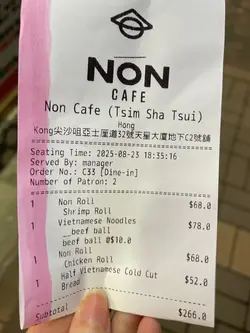 NON
CAFE
Non Cafe (Tsim Sha Tsui)
Hong
Kong尖沙咀亞士厘道32號天星大廈地下C2號舖
Seating Time: 2025-08-23 18:35:16
Served By: manager
Order No.: C33 [Dine-in]
Number of Patron: 2
1 Non Roll $68.0
Shrimp Roll
1 Vietnamese Noodles $78.0
__beef ball
beef ball @$10.0
1 Non Roll $68.0
Chicken Roll
1 Half Vietnamese Cold Cut $52.0
Bread
Subtotal $266.0